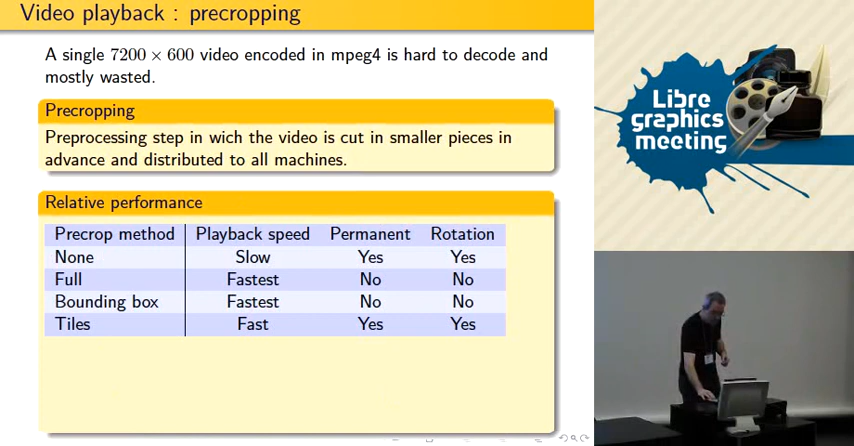 Video playback : precropping
A single 7200 × 600 video encoded in mpeg4 is hard to decode and
mostly wasted.
Precropping
Preprocessing step in wich the video is cut in smaller pieces in
advance and distributed to all machines.
Relative performance
Precrop method Playback speed Permanent Rotation
None Slow Yes Yes
Full Fastest No No
Bounding box Fastest No No
Tiles Fast Yes Yes
Libre
graphics
meeting